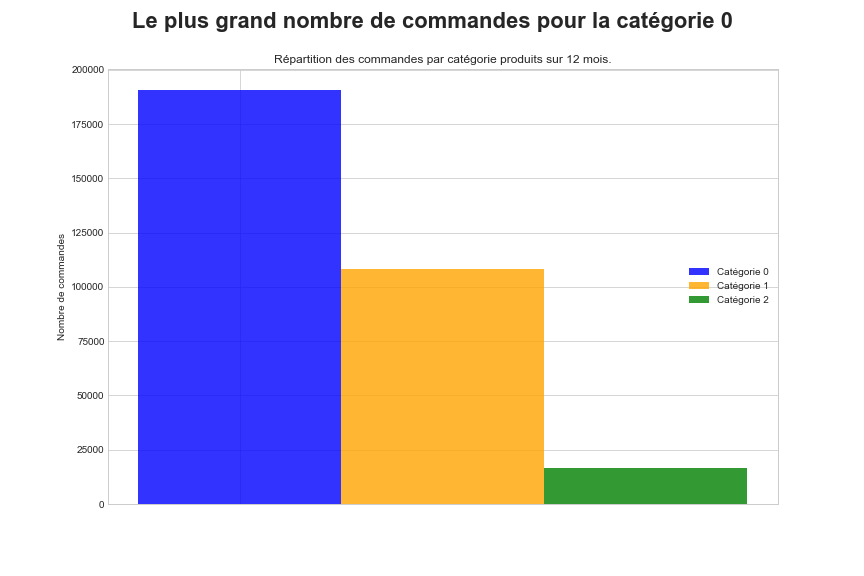 Le plus grand nombre de commandes pour la catégorie 0
Répartition des commandes par catégorie produits sur 12 mois.
200000
175000
150000
125000
100000
75000
50000
25000
0
Nombre de commandes
Catégorie 0
Catégorie 1
Catégorie 2